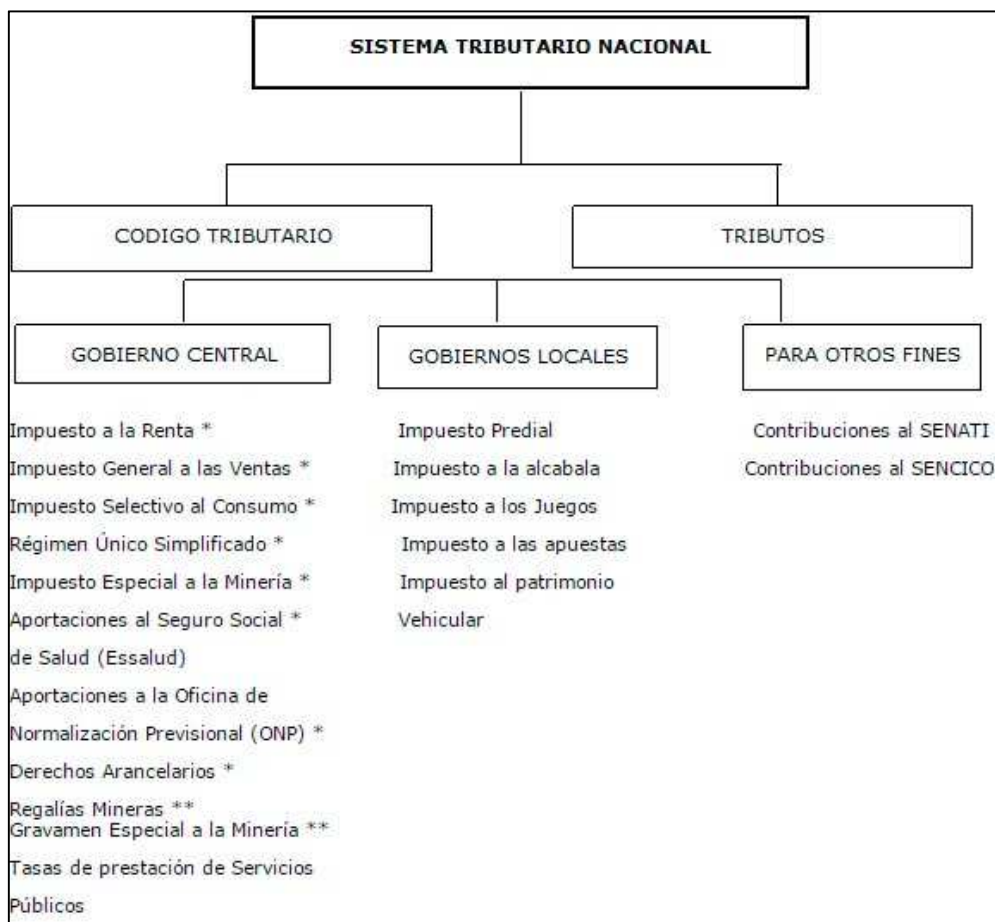 SISTEMA TRIBUTARIO NACIONAL
CODIGO TRIBUTARIO
TRIBUTOS
GOBIERNO CENTRAL
GOBIERNOS LOCALES
PARA OTROS FINES
Impuesto a la Renta *
Impuesto General a las Ventas *
Impuesto Selectivo al Consumo *
Régimen Único Simplificado *
Impuesto Especial a la Minería *
Aportaciones al Seguro Social *
de Salud (Essalud)
Aportaciones a la Oficina de
Normalización Previsional (ONP) *
Derechos Arancelarios *
Regalías Mineras **
Gravamen Especial a la Minería **
Tasas de prestación de Servicios
Públicos
Impuesto Predial
Impuesto a la alcabala
Impuesto a los Juegos
Impuesto a las apuestas
Impuesto al patrimonio
Vehicular
Contribuciones al SENATI
Contribuciones al SENCICO